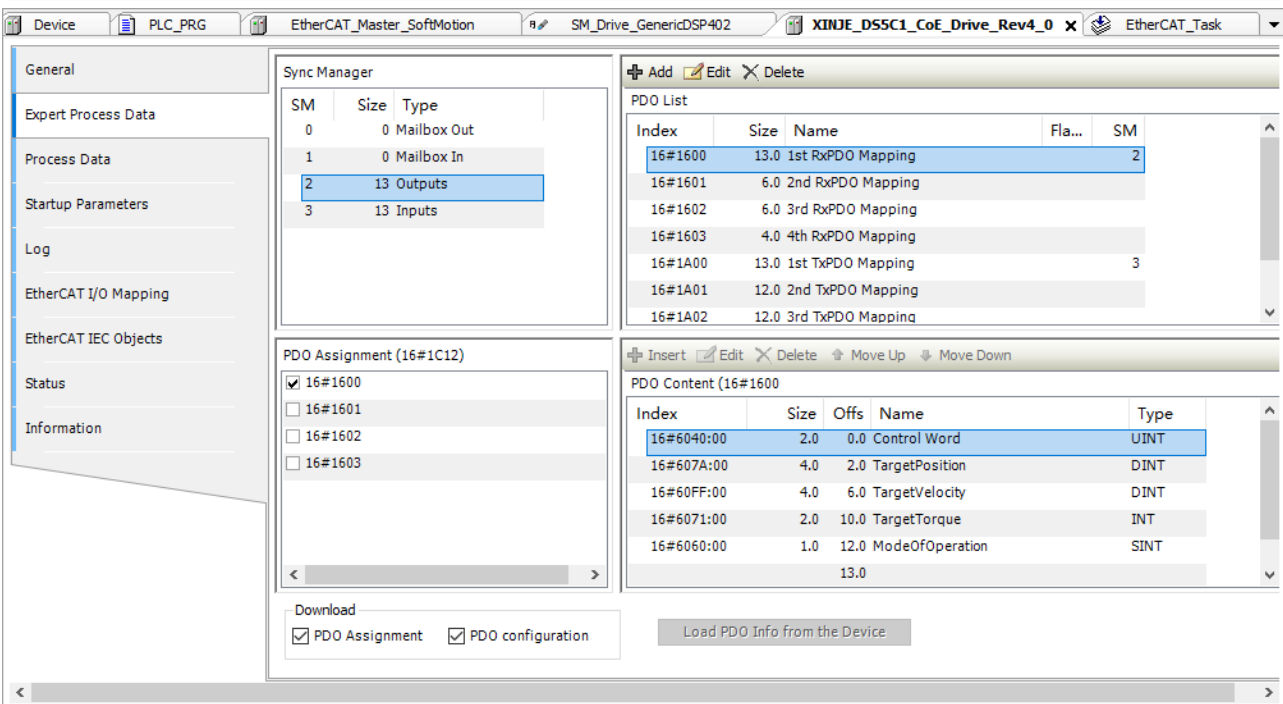 Device PLC_PRG EtherCAT_Master_SoftMotion SM_Drive_GenericDSP402 XINJE_DS5C1_CoE_Drive_Rev4_0 EtherCAT_Task
General
Expert Process Data
Process Data
Startup Parameters
Log
EtherCAT I/O Mapping
EtherCAT IEC Objects
Status
Information
Sync Manager
SM Size Type
0 0 Mailbox Out
1 0 Mailbox In
2 13 Outputs
3 13 Inputs
Add Edit Delete
PDO List
Index Size Name Fla... SM
16#1600 13.0 1st RxPDO Mapping 2
16#1601 6.0 2nd RxPDO Mapping
16#1602 6.0 3rd RxPDO Mapping
16#1603 4.0 4th RxPDO Mapping
16#1A00 13.0 1st TxPDO Mapping 3
16#1A01 12.0 2nd TxPDO Mapping
16#1A02 12.0 3rd TxPDO Mapping
PDO Assignment (16#1C12)
16#1600
16#1601
16#1602
16#1603
Insert Edit Delete Move Up Move Down
PDO Content (16#1600
Index Size Offs Name Type
16#6040:00 2.0 0.0 Control Word UINT
16#607A:00 4.0 2.0 TargetPosition DINT
16#60FF:00 4.0 6.0 TargetVelocity DINT
16#6071:00 2.0 10.0 TargetTorque INT
16#6060:00 1.0 12.0 ModeOfOperation SINT
13.0
Download
PDO Assignment PDO configuration
Load PDO Info from the Device